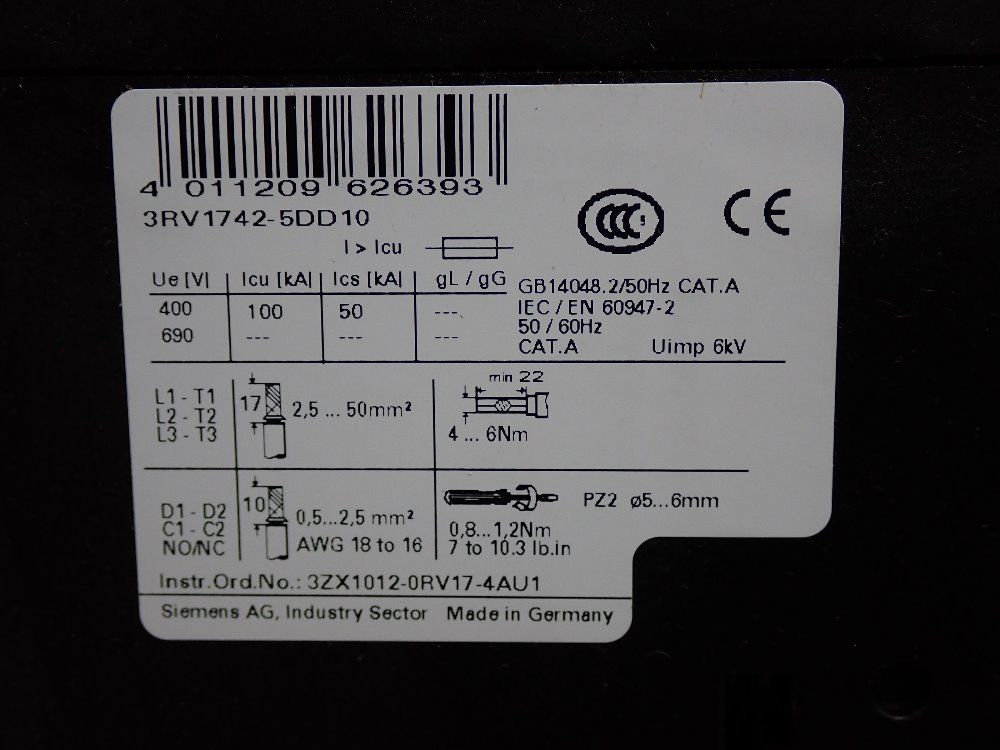 4 011209 626393
3RV1742-5DD10
CCC S
CE
I > Icu
Ue [V] Icu [kA] Ics [kA] gL / gG
400 100 50 ---
690 --- --- ---
GB14048.2/50Hz CAT.A
IEC / EN 60947-2
50 / 60Hz
CAT.A Uimp 6kV
L1 - T1
L2 - T2
L3 - T3
17
2,5 ... 50mm²
min 22
4 ... 6Nm
D1 - D2
C1 - C2
NO/NC
10
0,5...2,5 mm²
AWG 18 to 16
PZ2 ø5...6mm
0,8...1,2Nm
7 to 10.3 lb.in
Instr.Ord.No.: 3ZX1012-0RV17-4AU1
Siemens AG, Industry Sector Made in Germany